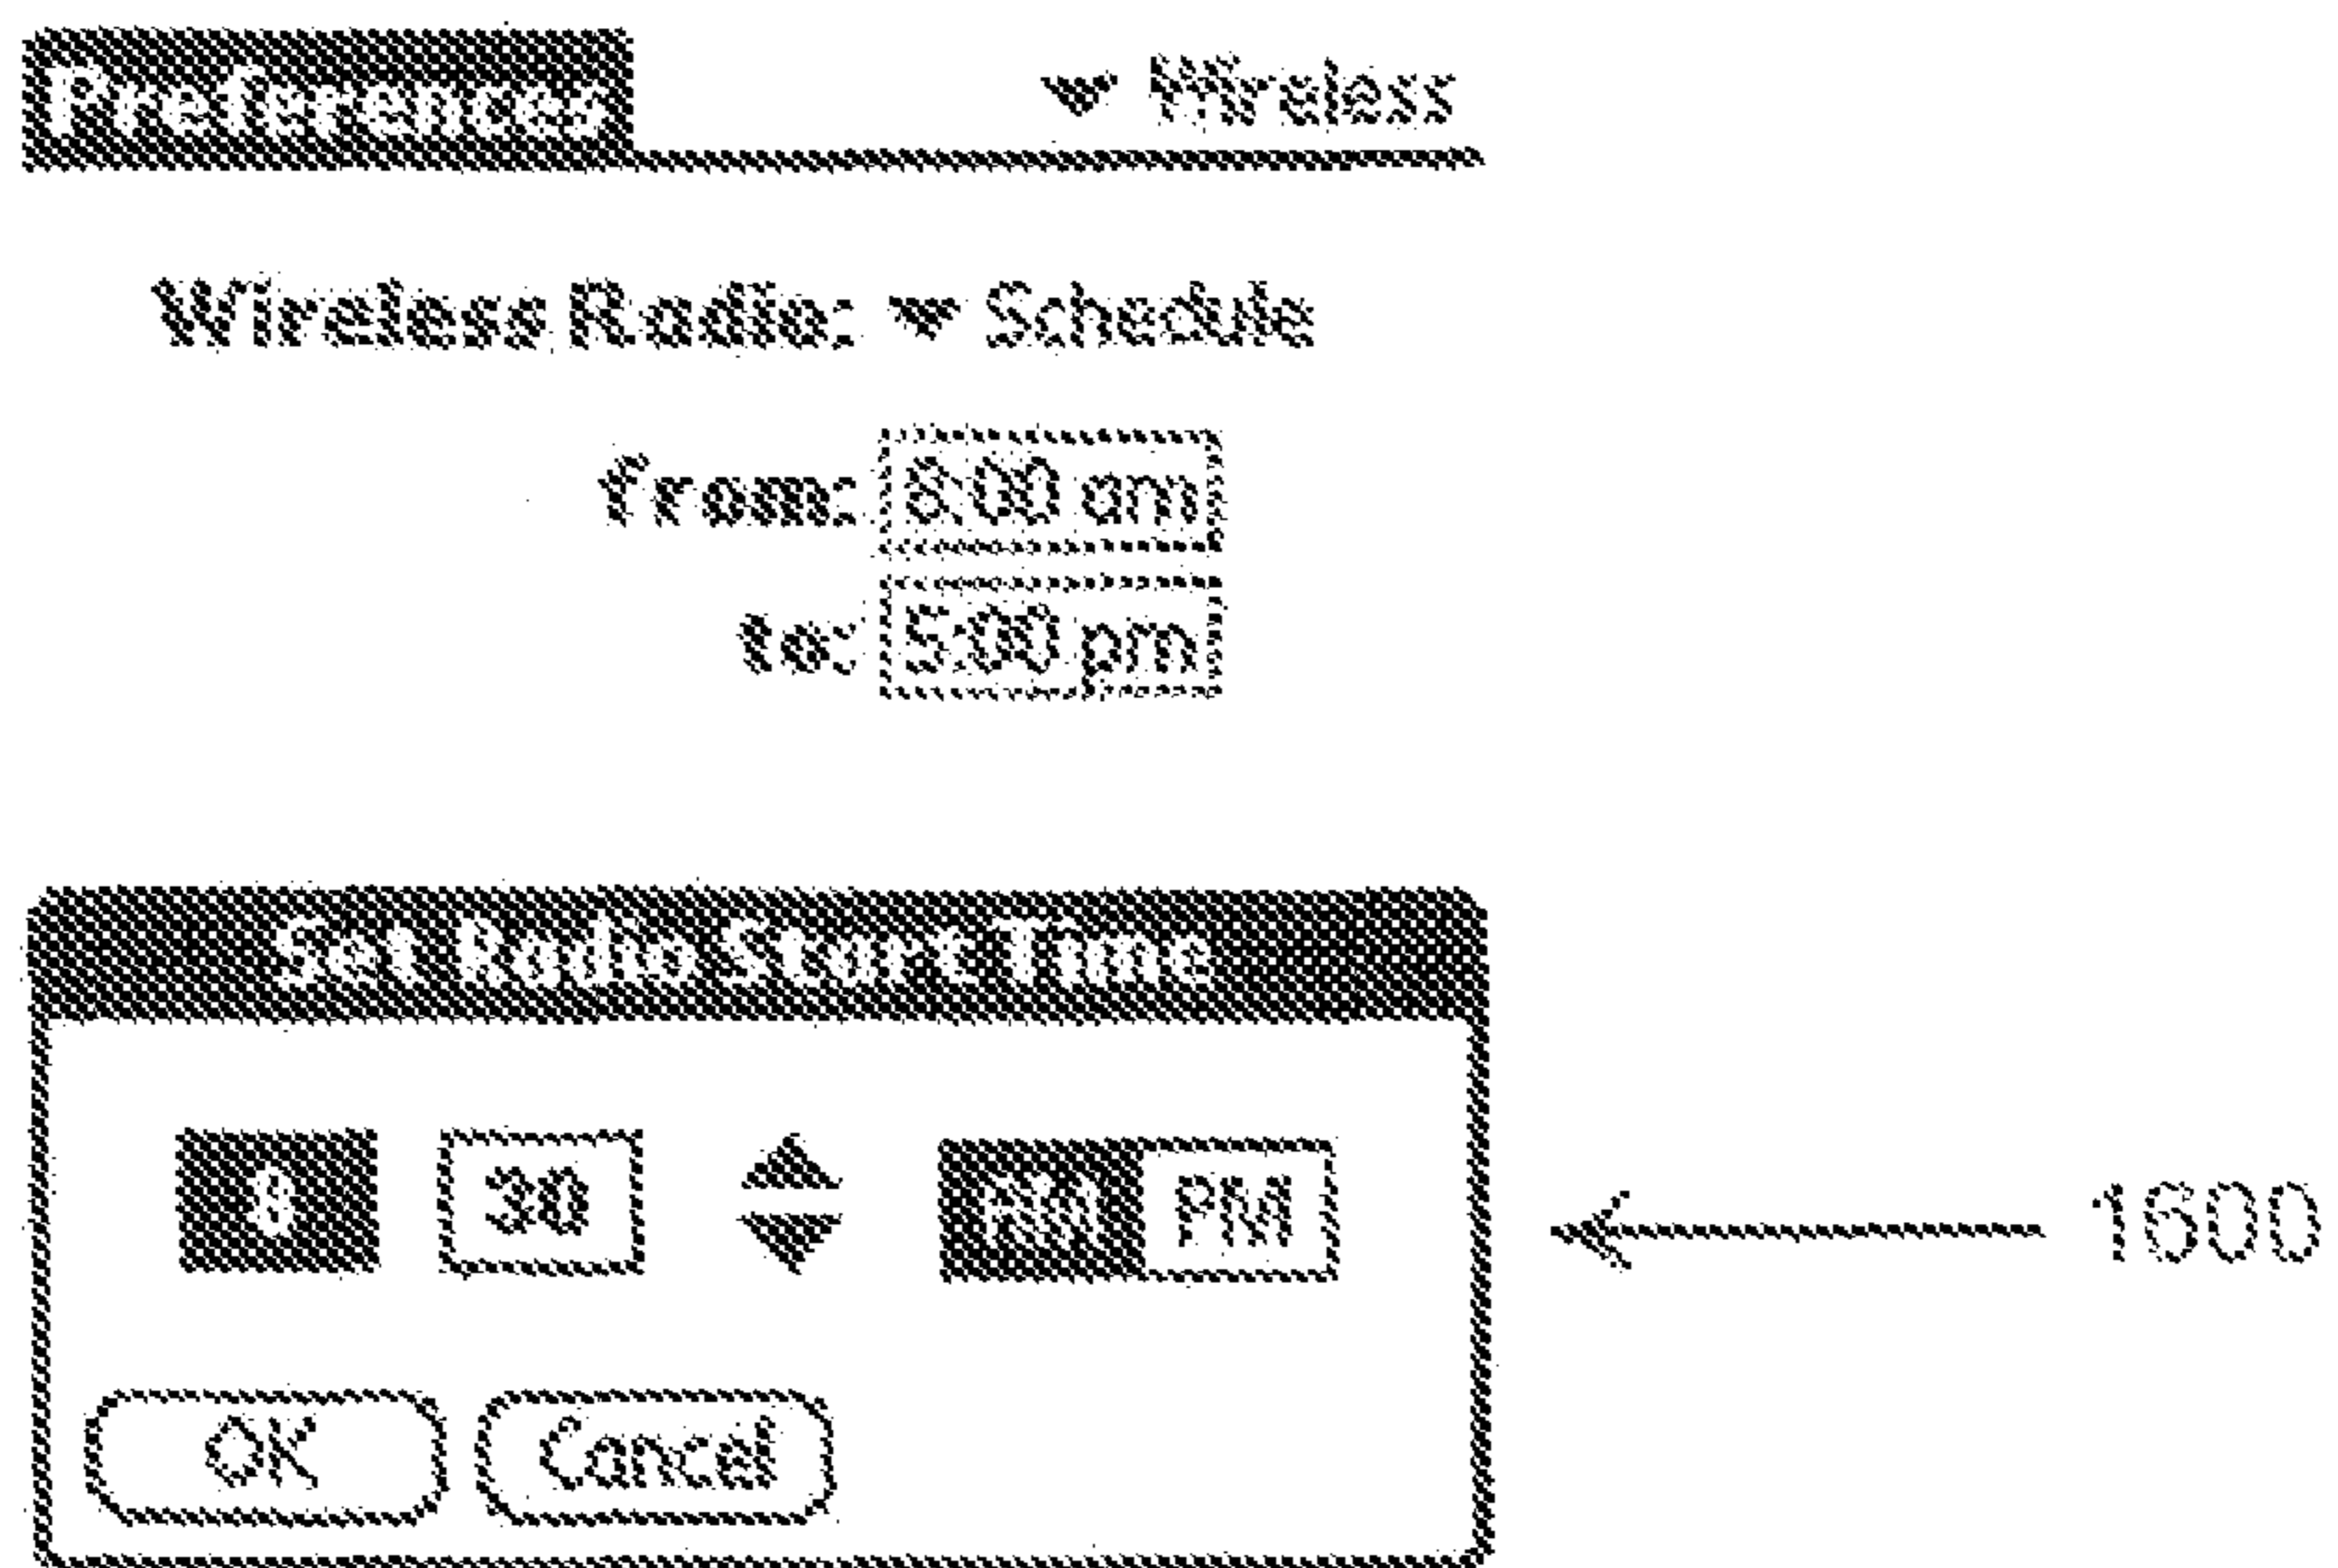 Preferences
Wireless
Wireless Radio: Schedule
from: 8:00 am
to: 5:00 pm
Set Radio Start Time
30 AM PM
OK Cancel